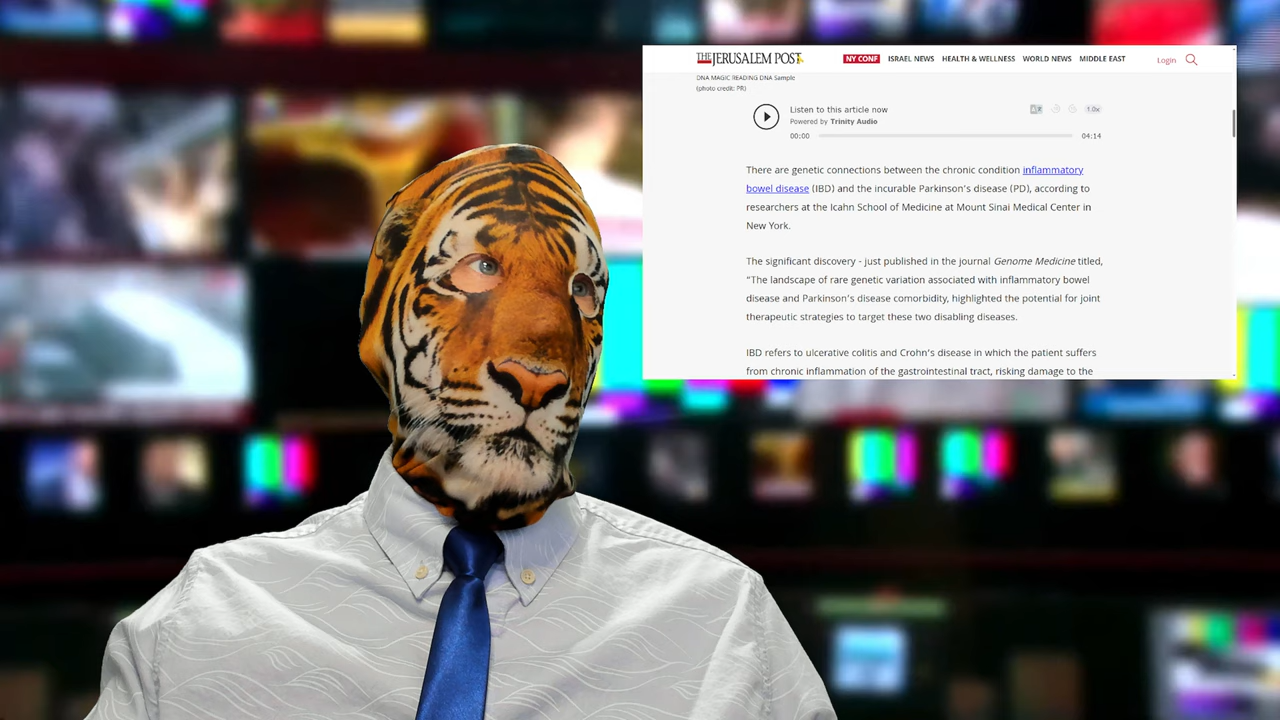 THE JERUSALEM POST
NY CONF ISRAEL NEWS HEALTH & WELLNESS WORLD NEWS MIDDLE EAST Login
DNA MAGIC READING DNA Sample
(photo credit: PR)
Listen to this article now
Powered by Trinity Audio
1.0x
00:00 04:14
There are genetic connections between the chronic condition inflammatory
bowel disease (IBD) and the incurable Parkinson's disease (PD), according to
researchers at the Icahn School of Medicine at Mount Sinai Medical Center in
New York.
The significant discovery - just published in the journal Genome Medicine titled,
"The landscape of rare genetic variation associated with inflammatory bowel
disease and Parkinson's disease comorbidity, highlighted the potential for joint
therapeutic strategies to target these two disabling diseases.
IBD refers to ulcerative colitis and Crohn's disease in which the patient suffers
from chronic inflammation of the gastrointestinal tract, risking damage to the